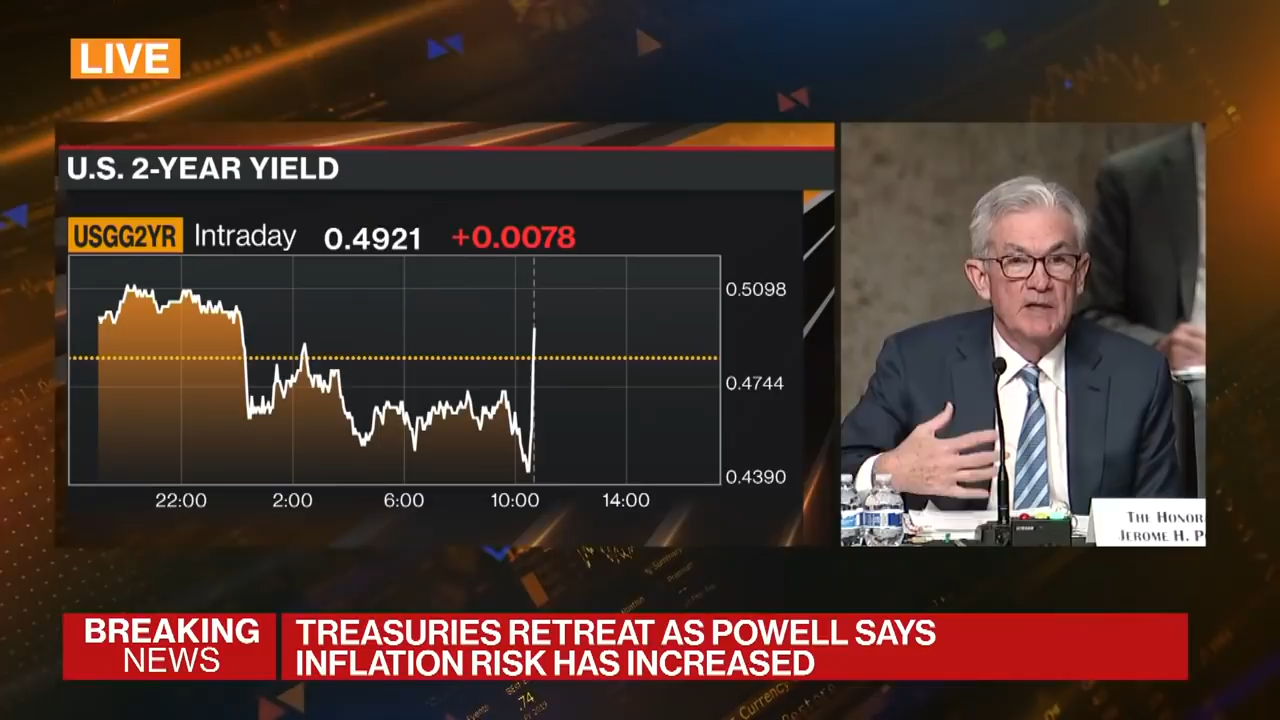 LIVE
U.S. 2-YEAR YIELD
USGG2YR Intraday 0.4921 +0.0078
0.5098
0.4744
0.4390
22:00 2:00 6:00 10:00 14:00
THE HONOR
JEROME H. P
BREAKING
NEWS
TREASURIES RETREAT AS POWELL SAYS
INFLATION RISK HAS INCREASED
.74
Currency